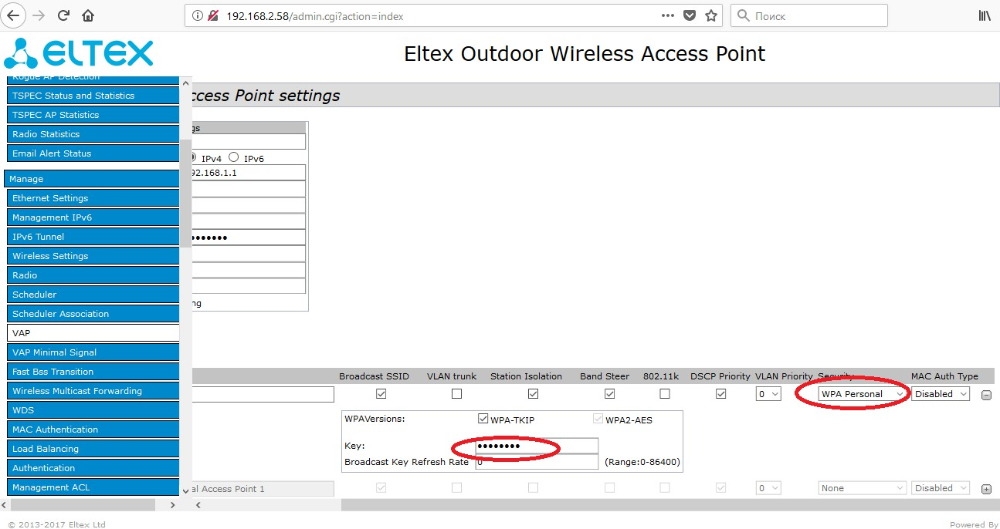 192.168.2.58/admin.cgi?action=index
Поиск
ELTEX
Eltex Outdoor Wireless Access Point
Rogue AP Detection
TSPEC Status and Statistics
TSPEC AP Statistics
Radio Statistics
Email Alert Status
Manage
Ethernet Settings
Management IPv6
IPv6 Tunnel
Wireless Settings
Radio
Scheduler
Scheduler Association
VAP
VAP Minimal Signal
Fast Bss Transition
Wireless Multicast Forwarding
WDS
MAC Authentication
Load Balancing
Authentication
Management ACL
ccess Point settings
gs
IPv4 IPv6
92.168.1.1
•••••••
ng
Broadcast SSID VLAN trunk Station Isolation Band Steer 802.11k DSCP Priority VLAN Priority Security MAC Auth Type
0 WPA Personal Disabled
WPAVersions: WPA-TKIP WPA2-AES
Key: ••••••••
Broadcast Key Refresh Rate 0 (Range:0-86400)
al Access Point 1 0 None Disabled
© 2013-2017 Eltex Ltd
Powered By